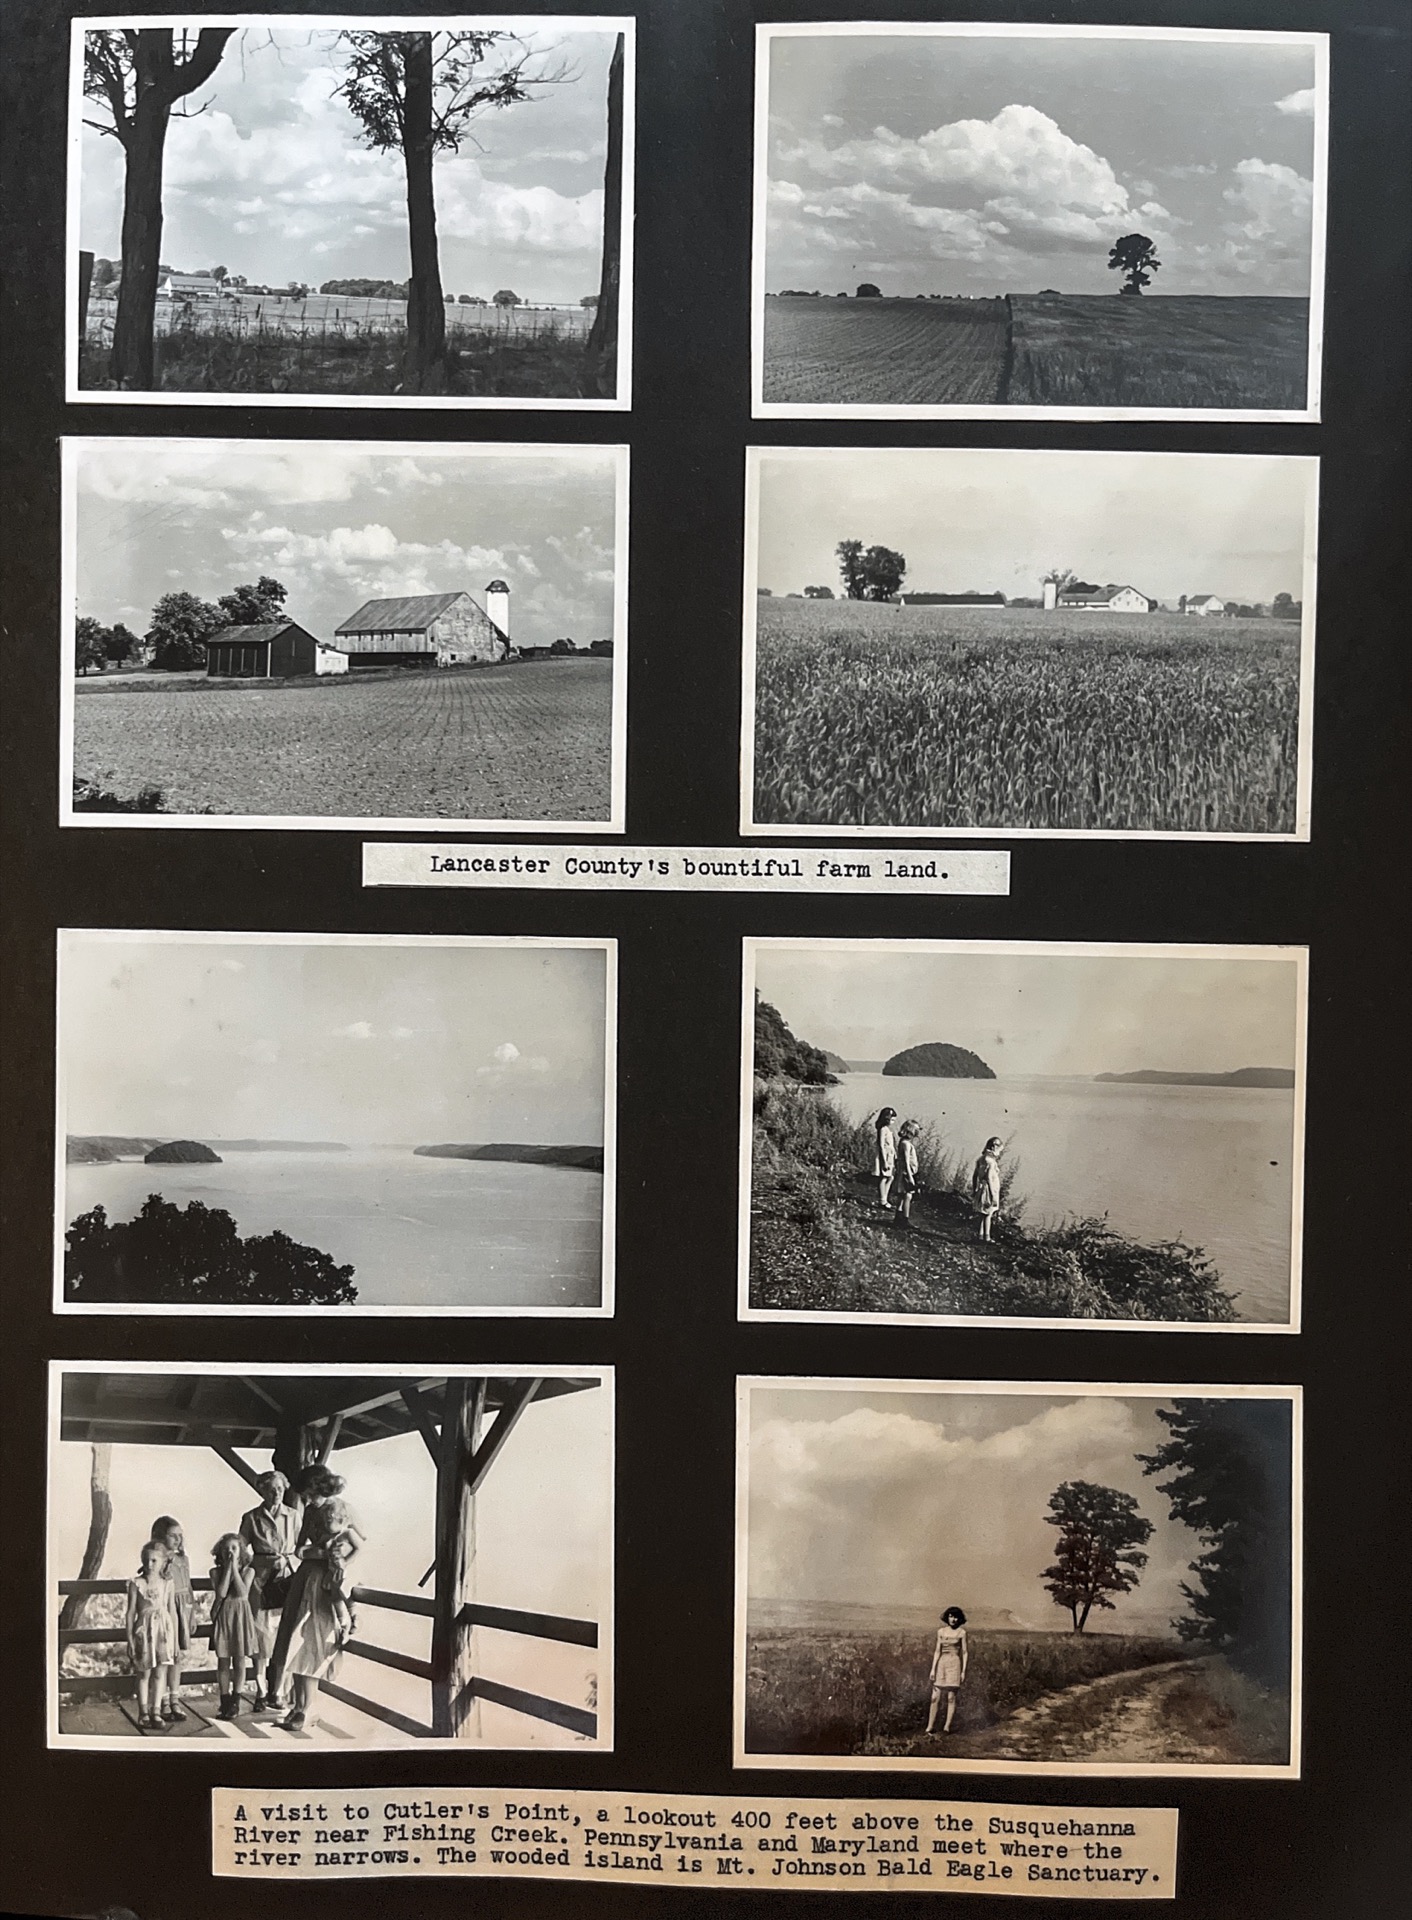 Lancaster County's bountiful farm land.
A visit to Cutler's Point, a lookout 400 feet above the Susquehanna
River near Fishing Creek. Pennsylvania and Maryland meet where the
river narrows. The wooded island is Mt. Johnson Bald Eagle Sanctuary.